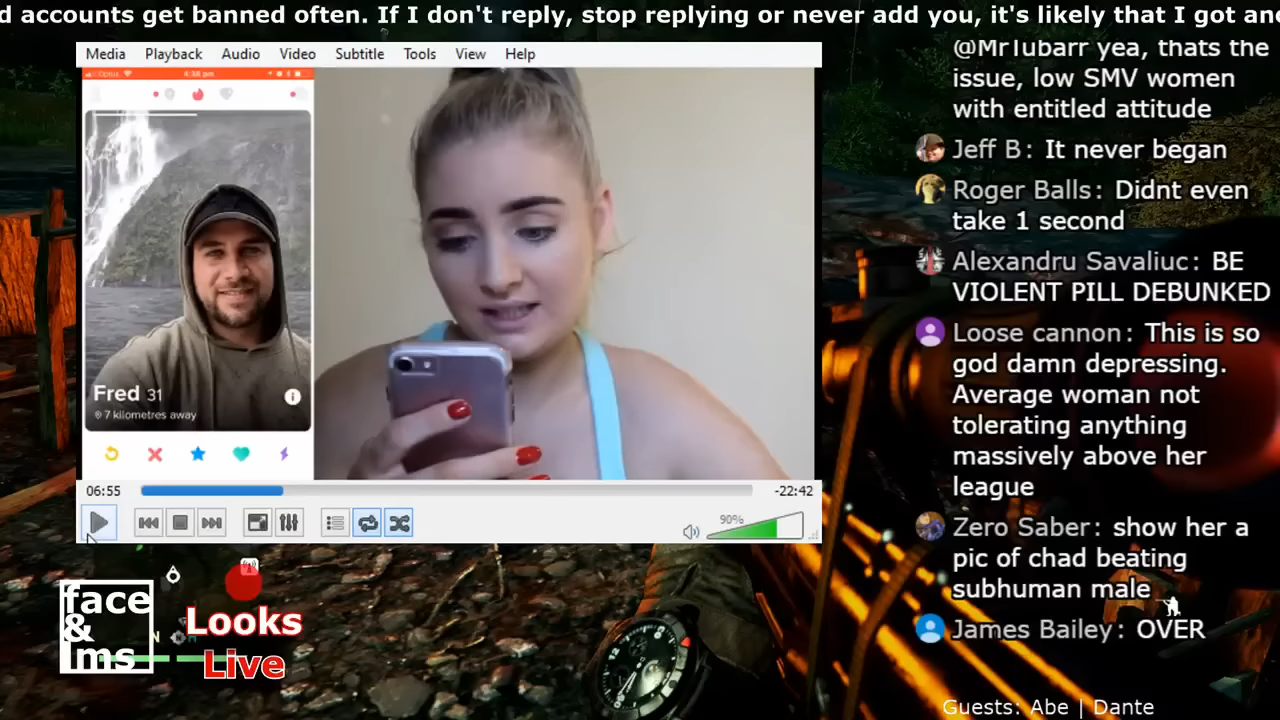 d accounts get banned often. If I don't reply, stop replying or never add you, it's likely that I got and
Media Playback Audio Video Subtitle Tools View Help
4:38 pm
Fred 31
7 kilometres away
06:55
-22:42
90%
face
&
lms
Looks
Live
@MrTubarr yea, thats the
issue, low SMV women
with entitled attitude
Jeff B: It never began
Roger Balls: Didnt even
take 1 second
Alexandru Savaliuc: BE
VIOLENT PILL DEBUNKED
Loose cannon: This is so
god damn depressing.
Average woman not
tolerating anything
massively above her
league
Zero Saber: show her a
pic of chad beating
subhuman male
James Bailey: OVER
Guests: Abe | Dante